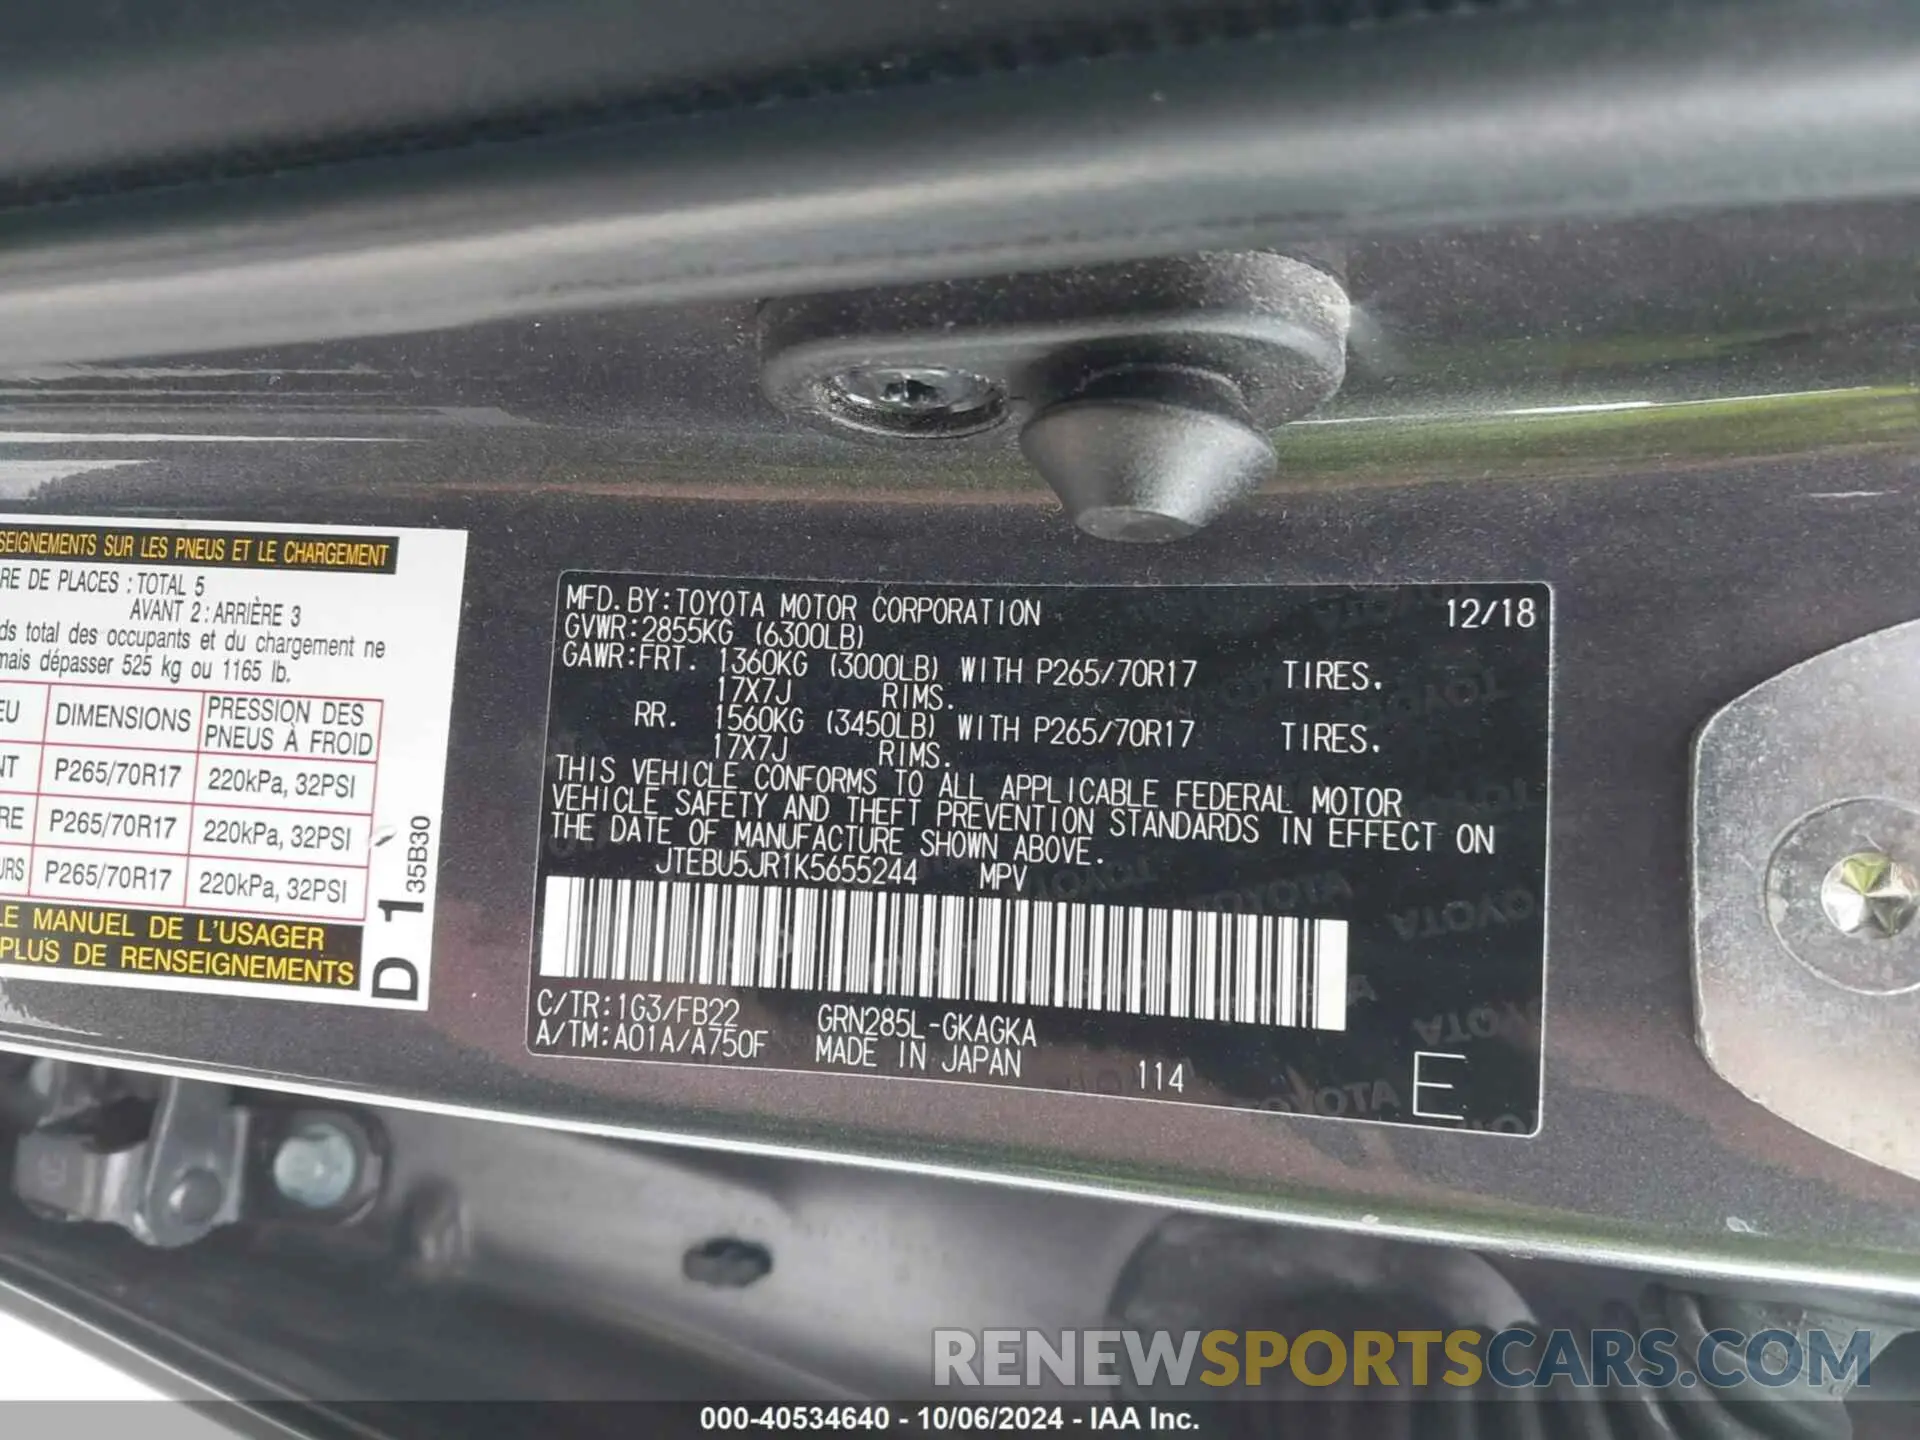 SEIGNEMENTS SUR LES PNEUS ET LE CHARGEMENT
RE DE PLACES : TOTAL 5
AVANT 2 : ARRIÈRE 3
ds total des occupants et du chargement ne
mais dépasser 525 kg ou 1165 lb.
EU DIMENSIONS PRESSION DES PNEUS À FROID
NT P265/70R17 220kPa, 32PSI
RE P265/70R17 220kPa, 32PSI
URS P265/70R17 220kPa, 32PSI
LE MANUEL DE L'USAGER
PLUS DE RENSEIGNEMENTS
D 1 35B30
MFD. BY: TOYOTA MOTOR CORPORATION 12/18
GVWR: 2855KG (6300LB)
GAWR: FRT. 1360KG (3000LB) WITH P265/70R17 TIRES.
17X7J RIMS.
RR. 1560KG (3450LB) WITH P265/70R17 TIRES.
17X7J RIMS.
THIS VEHICLE CONFORMS TO ALL APPLICABLE FEDERAL MOTOR
VEHICLE SAFETY AND THEFT PREVENTION STANDARDS IN EFFECT ON
THE DATE OF MANUFACTURE SHOWN ABOVE.
JTEBU5JR1K5655244 MPV
C/TR: 1G3/FB22 GRN285L-GKAGKA
A/TM: A01A/A750F MADE IN JAPAN 114 E
RENEWSPORTSCARS.COM
000-40534640 - 10/06/2024 - IAA Inc.